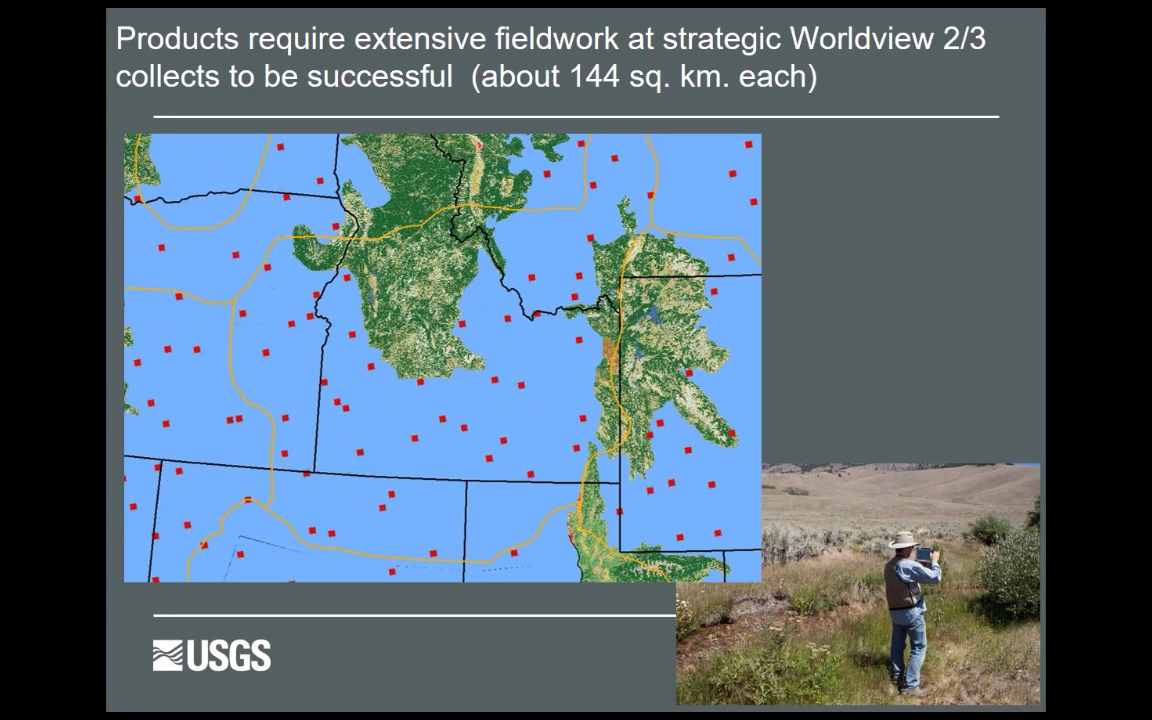 Products require extensive fieldwork at strategic Worldview 2/3
collects to be successful  (about 144 sq. km. each)
USGS